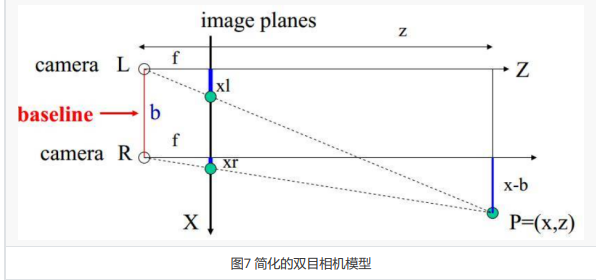 image planes
z
camera L
f
Z
xl
baseline
b
f
camera R
xr
x-b
X
P=(x,z)
图7 简化的双目相机模型